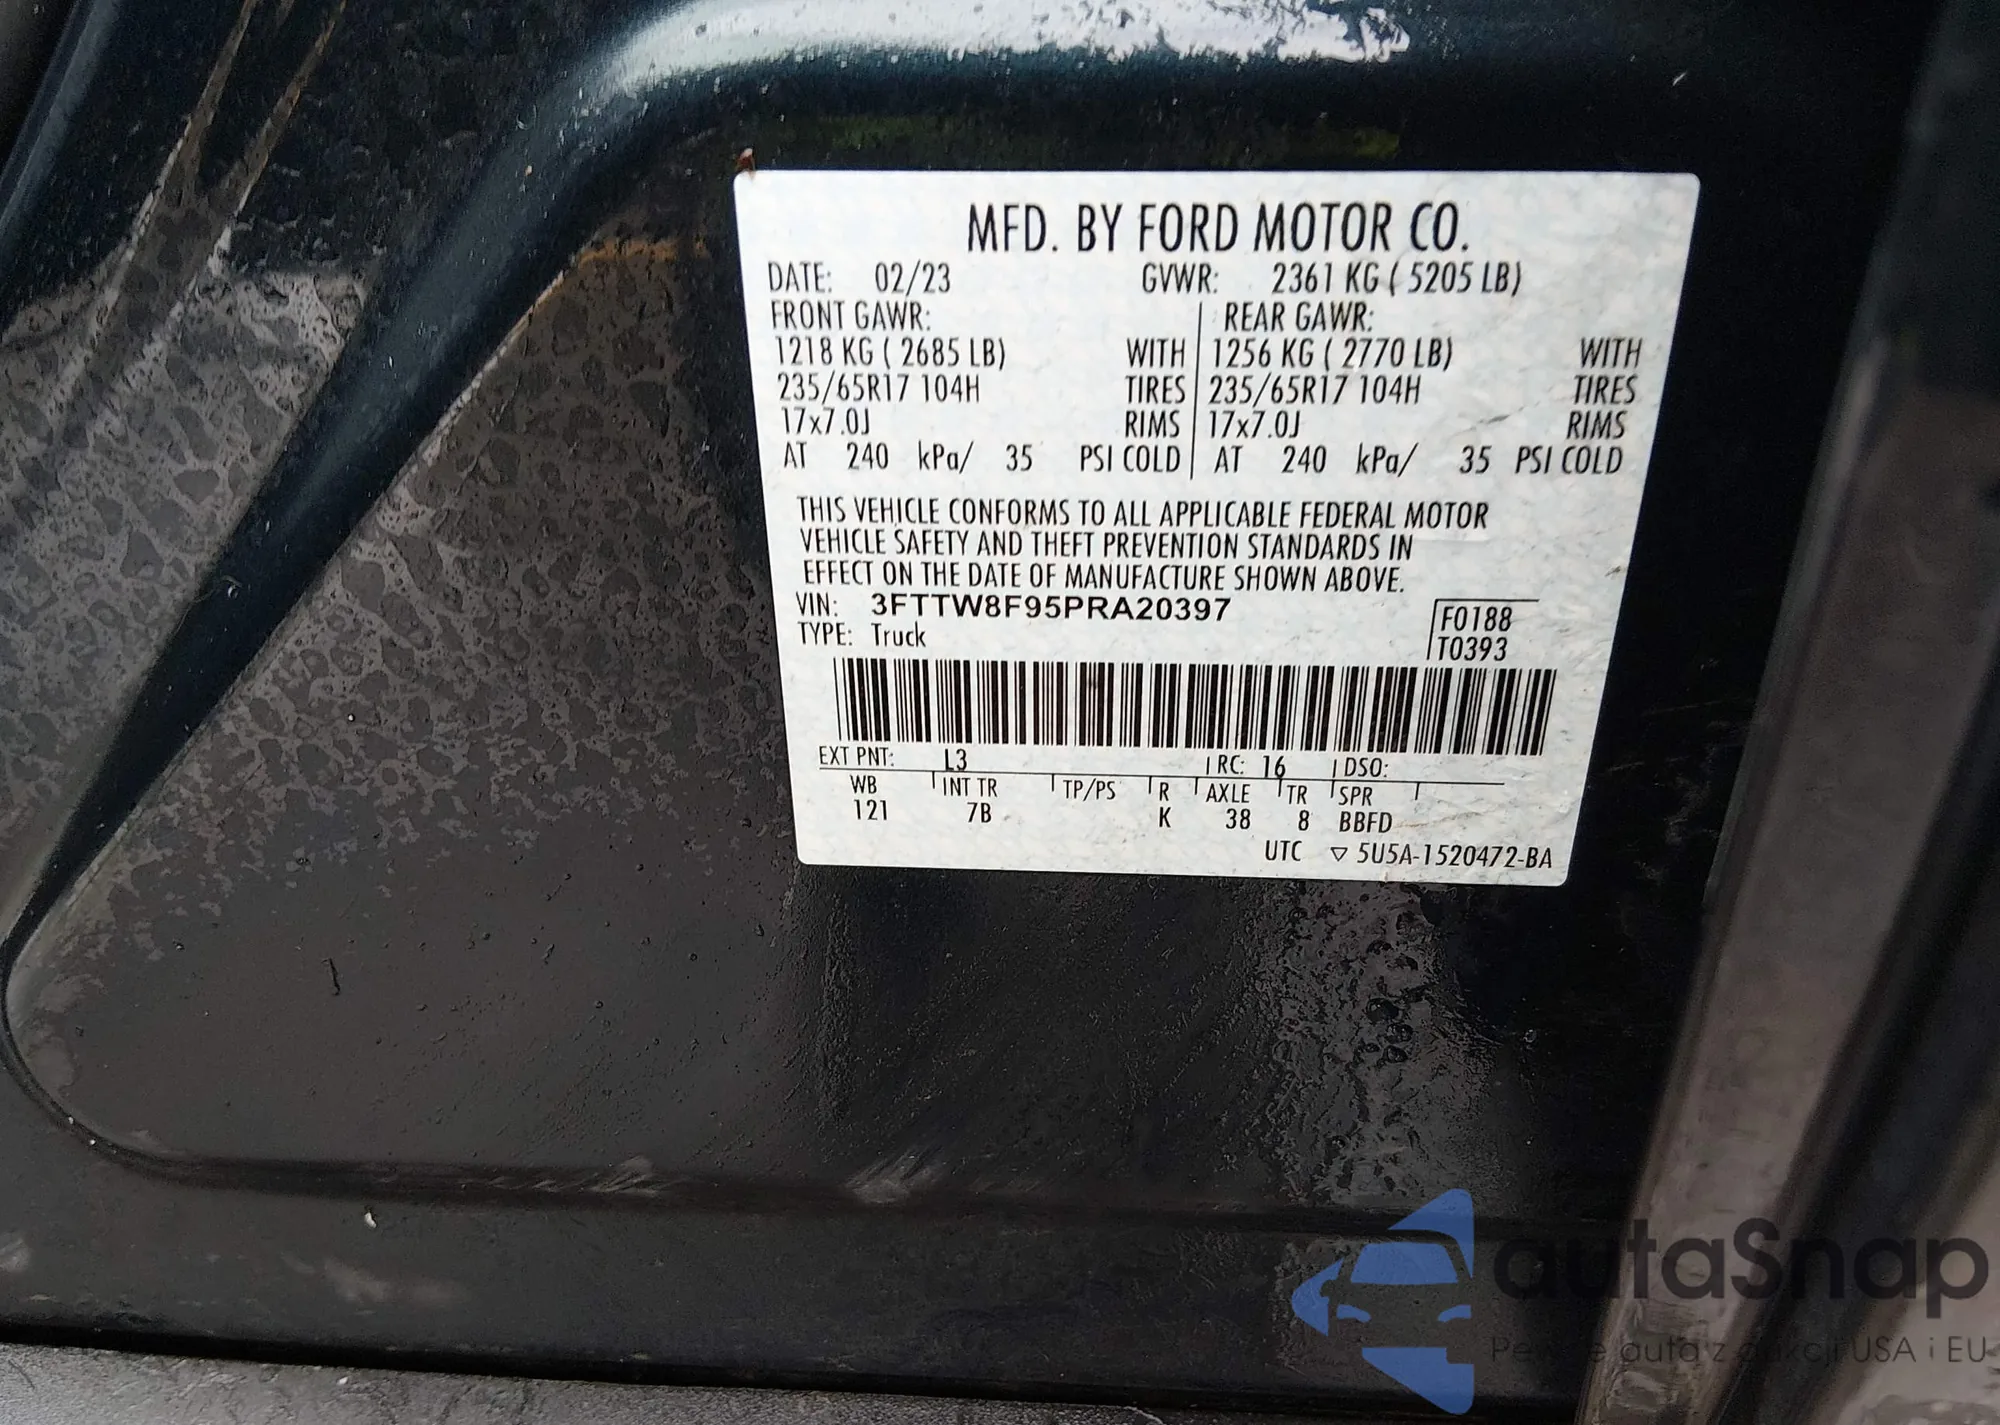 MFD. BY FORD MOTOR CO.
DATE: 02/23 GVWR: 2361 KG ( 5205 LB)
FRONT GAWR: REAR GAWR:
1218 KG ( 2685 LB) WITH 1256 KG ( 2770 LB) WITH
235/65R17 104H TIRES 235/65R17 104H TIRES
17x7.0J RIMS 17x7.0J RIMS
AT 240 kPa/ 35 PSI COLD AT 240 kPa/ 35 PSI COLD
THIS VEHICLE CONFORMS TO ALL APPLICABLE FEDERAL MOTOR
VEHICLE SAFETY AND THEFT PREVENTION STANDARDS IN
EFFECT ON THE DATE OF MANUFACTURE SHOWN ABOVE.
VIN: 3FTTW8F95PRA20397 F0188
TYPE: Truck T0393
EXT PNT: L3 RC: 16 DSO:
WB INT TR TP/PS R AXLE TR SPR
121 7B K 38 8 BBFD
UTC ▽ 5U5A-1520472-BA
autaSnap
auta z aukcji USA i EU